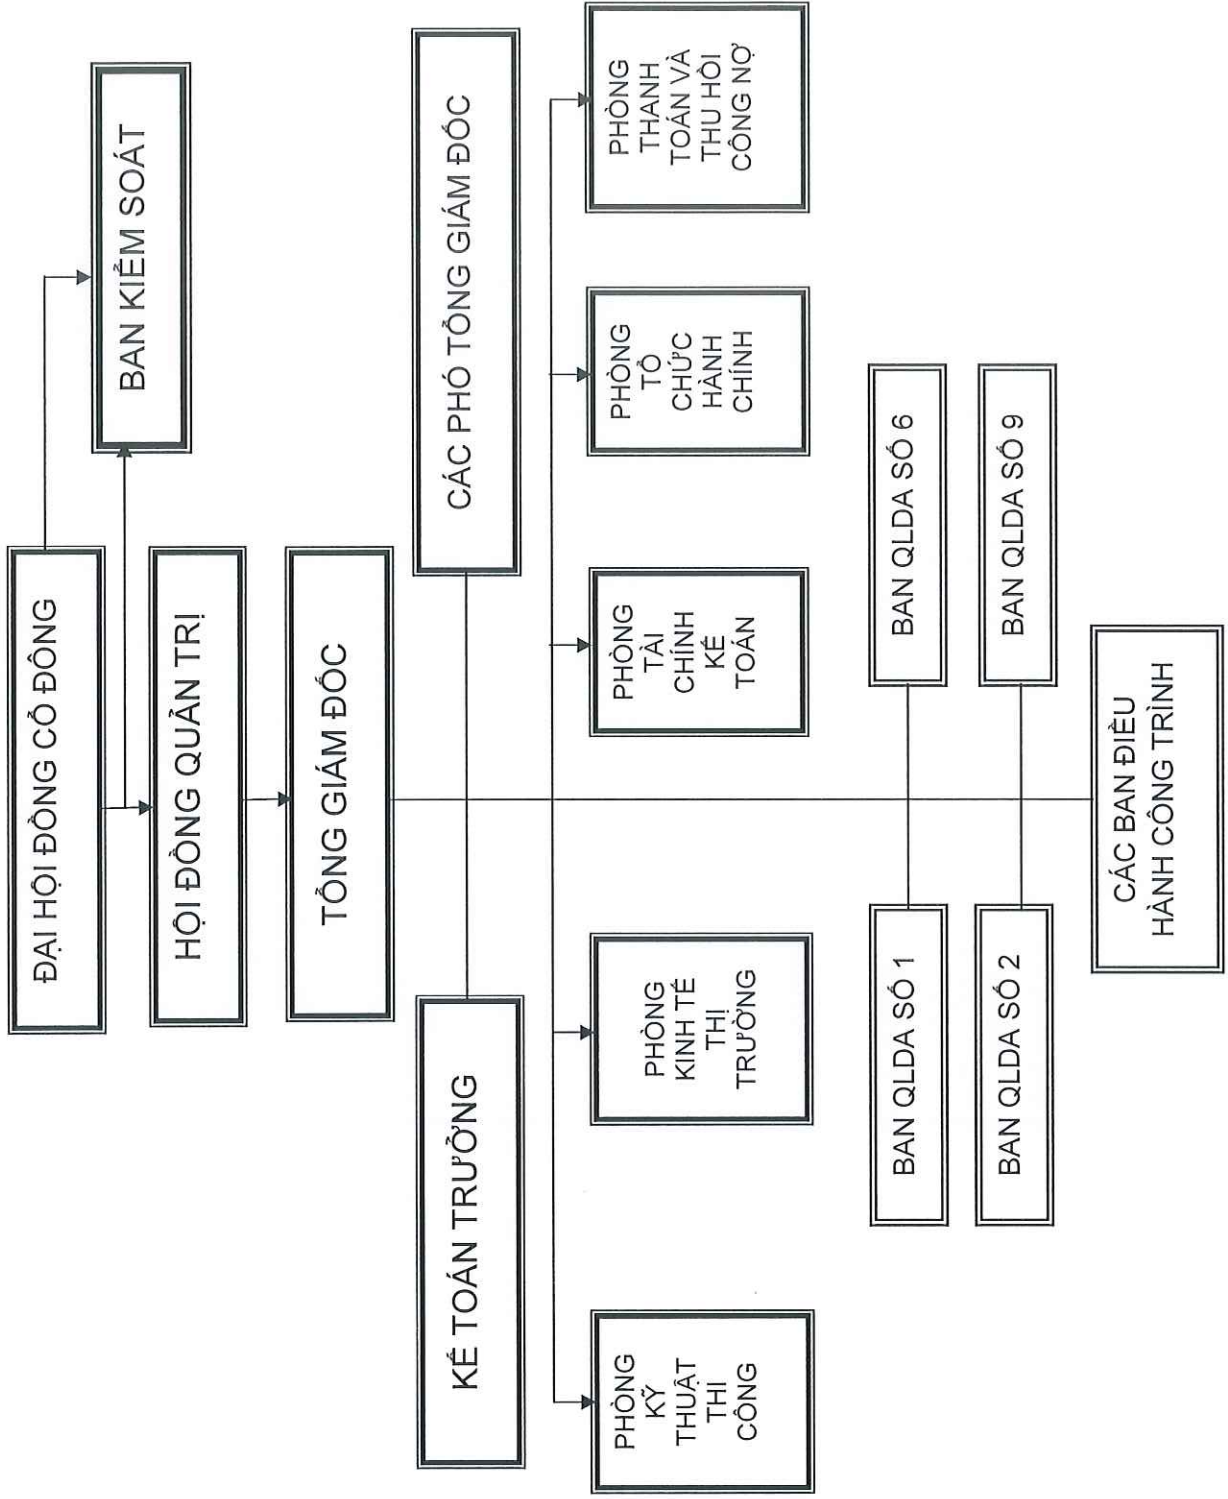 ĐẠI HỘI ĐỒNG CỔ ĐÔNG
BAN KIỂM SOÁT
HỘI ĐỒNG QUẢN TRỊ
TỔNG GIÁM ĐỐC
KẾ TOÁN TRƯỞNG
CÁC PHÓ TỔNG GIÁM ĐỐC
PHÒNG
KỸ
THUẬT
THI
CÔNG
PHÒNG
KINH TẾ
THỊ
TRƯỜNG
PHÒNG
TÀI
CHÍNH
KẾ
TOÁN
PHÒNG
TỔ
CHỨC
HÀNH
CHÍNH
PHÒNG
THANH
TOÁN VÀ
THU HỒI
CÔNG NỢ
BAN QLDA SỐ 1
BAN QLDA SỐ 6
BAN QLDA SỐ 2
BAN QLDA SỐ 9
CÁC BAN ĐIỀU
HÀNH CÔNG TRÌNH